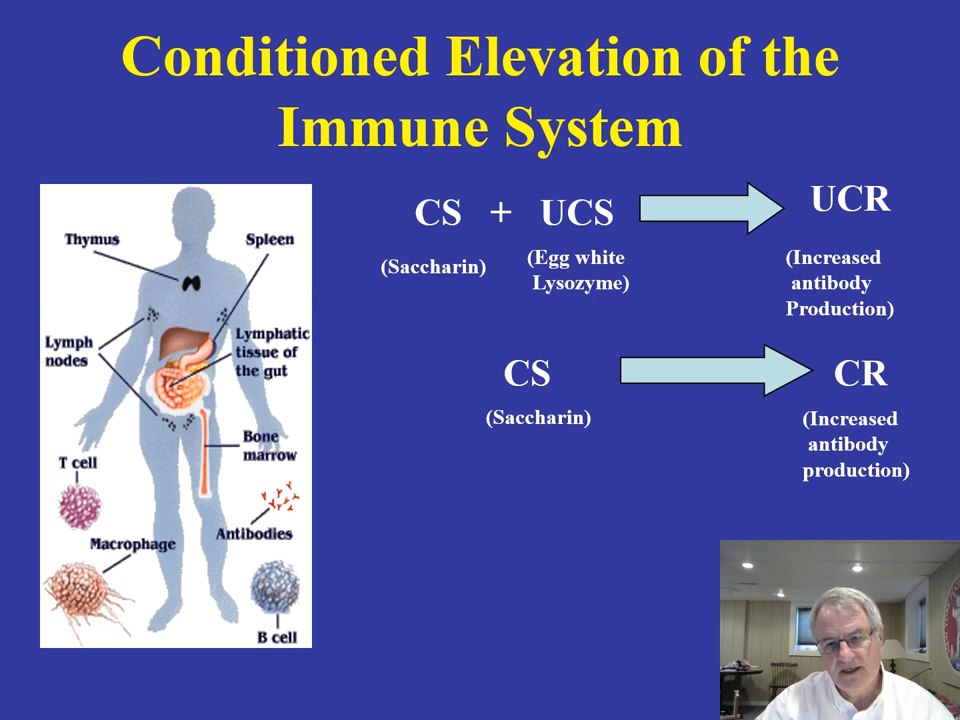 Conditioned Elevation of the
Immune System
CS + UCS
UCR
(Saccharin)
(Egg white
Lysozyme)
(Increased
antibody
Production)
CS
CR
(Saccharin)
(Increased
antibody
production)
Thymus
Spleen
Lymph
nodes
Lymphatic
tissue of
the gut
Bone
marrow
T cell
Antibodies
Macrophage
B cell